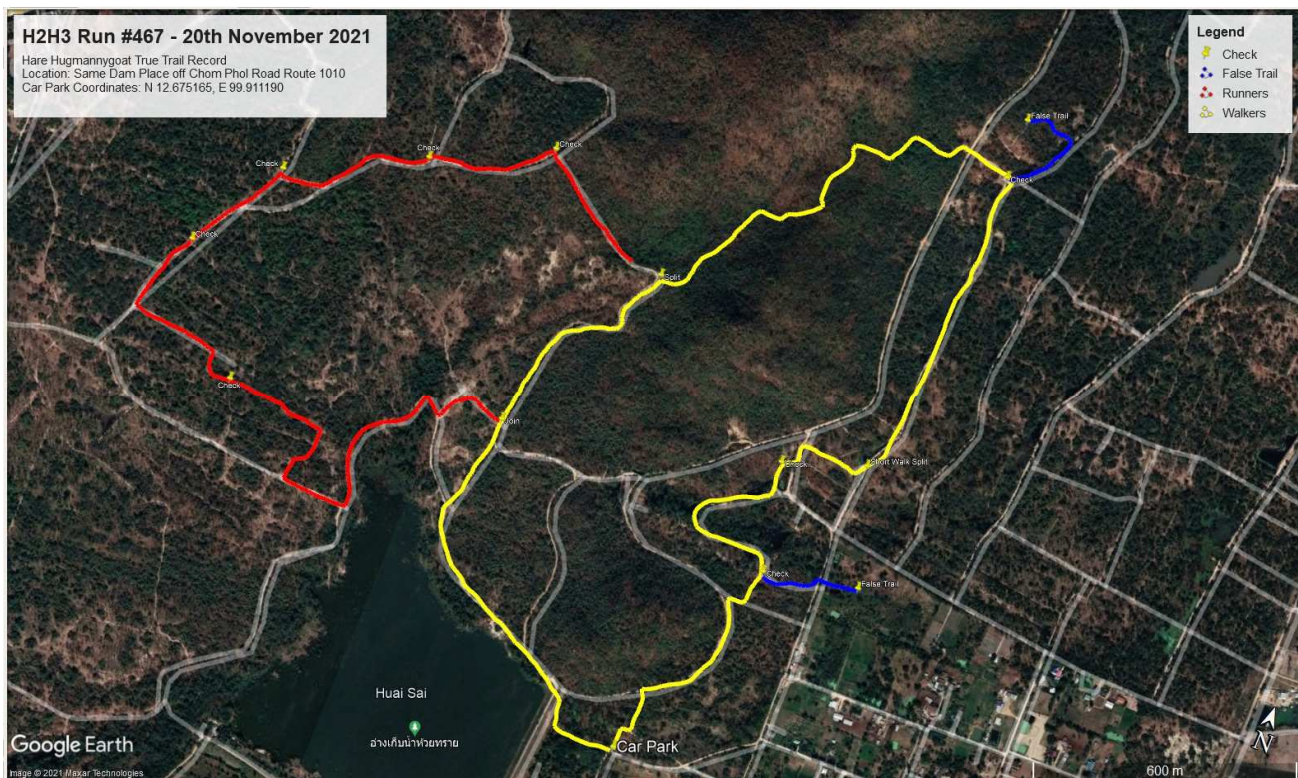 H2H3 Run #467 - 20th November 2021
Hare Hugmannygoat True Trail Record
Location: Same Dam Place off Chom Phol Road Route 1010
Car Park Coordinates: N 12.675165, E 99.911190
Legend
Check
False Trail
Runners
Walkers
False Trail
Check
Check
Check
Check
Check
Split
Check
Join
Check
Short Walk Split
Check
False Trail
Huai Sai
อ่างเก็บน้ำห้วยทราย
Car Park
N
Google Earth
Image © 2021 Maxar Technologies
600 m